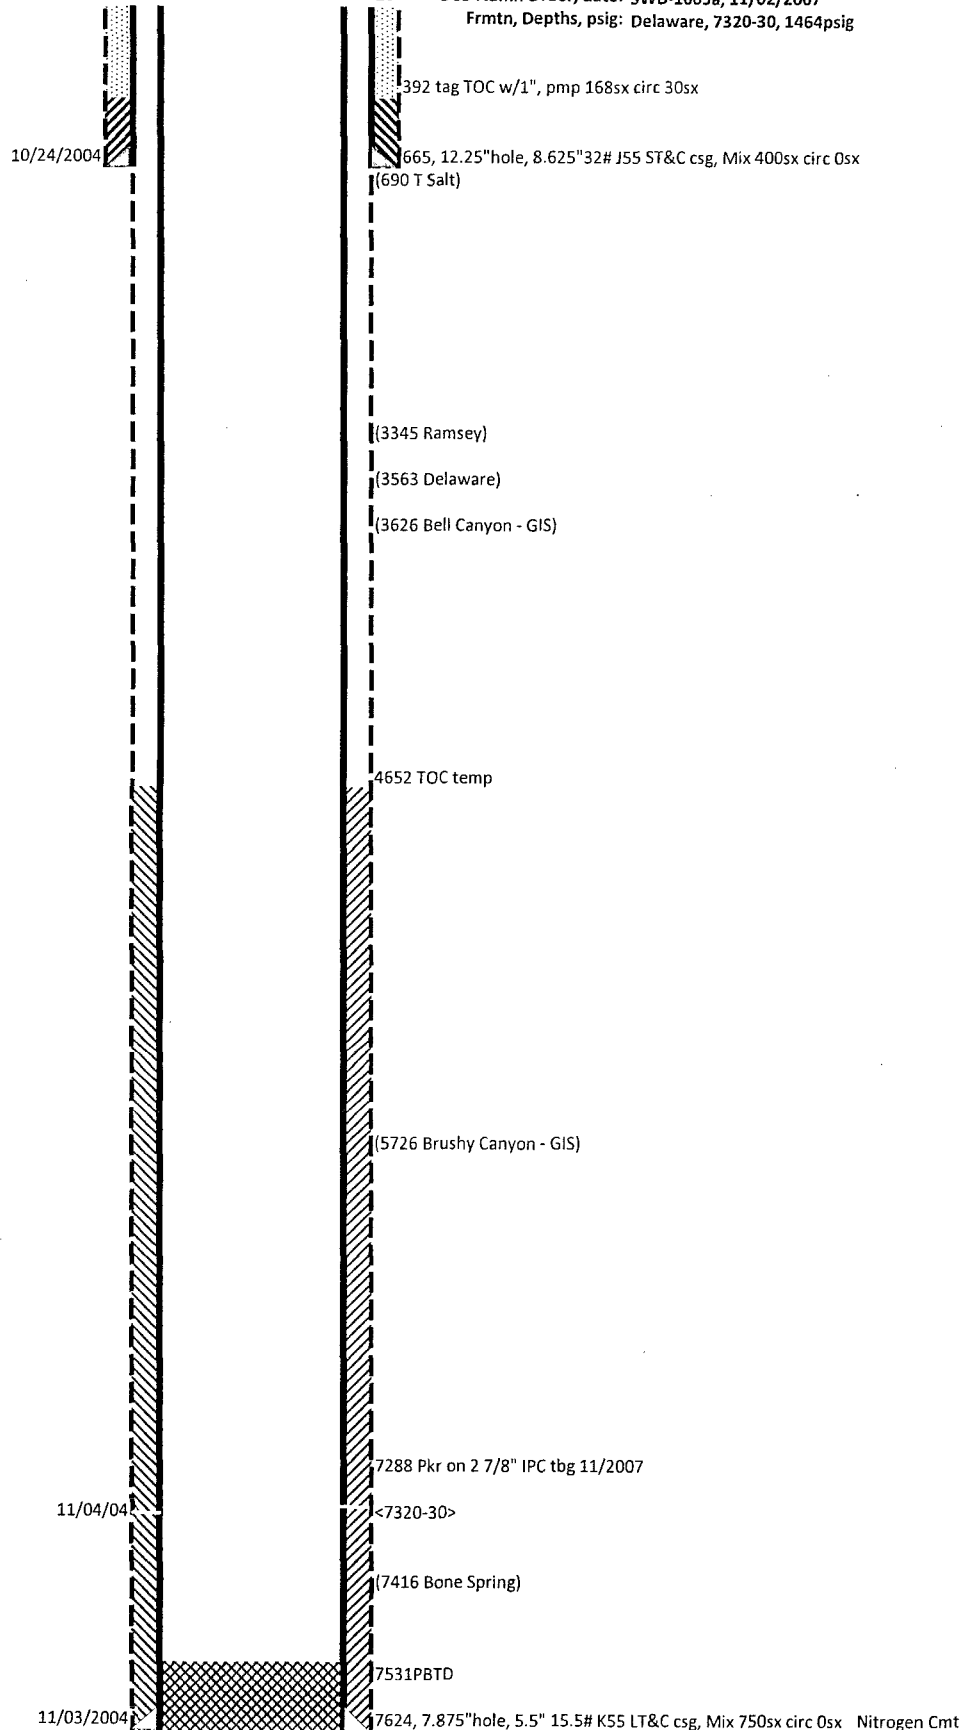 Frmtn, Depths, psig: Delaware, 7320-30, 1464psig
392 tag TOC w/1", pmp 168sx circ 30sx
10/24/2004
665, 12.25"hole, 8.625"32# J55 ST&C csg, Mix 400sx circ 0sx
(690 T Salt)
(3345 Ramsey)
(3563 Delaware)
(3626 Bell Canyon - GIS)
4652 TOC temp
(5726 Brushy Canyon - GIS)
7288 Pkr on 2 7/8" IPC tbg 11/2007
11/04/04
<7320-30>
(7416 Bone Spring)
7531PBTD
11/03/2004
7624, 7.875"hole, 5.5" 15.5# K55 LT&C csg, Mix 750sx circ 0sx Nitrogen Cmt